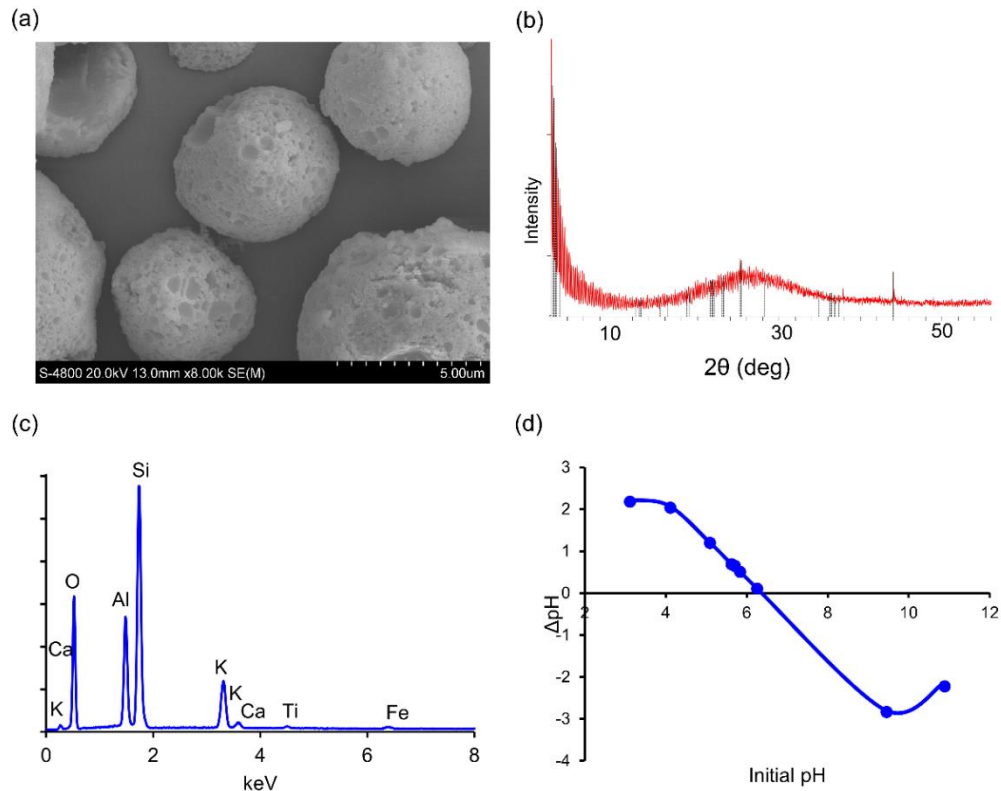 (a)
S-4800 20.0kV 13.0mm x8.00k SE(M)
5.00um
(b)
Intensity
10
30
50
2θ (deg)
(c)
Si
O
Al
Ca
K
K
K
Ca
Ti
Fe
0
2
4
6
8
keV
(d)
3
2
1
0
-1
-2
-3
-4
ΔpH
2
4
6
8
10
12
Initial pH